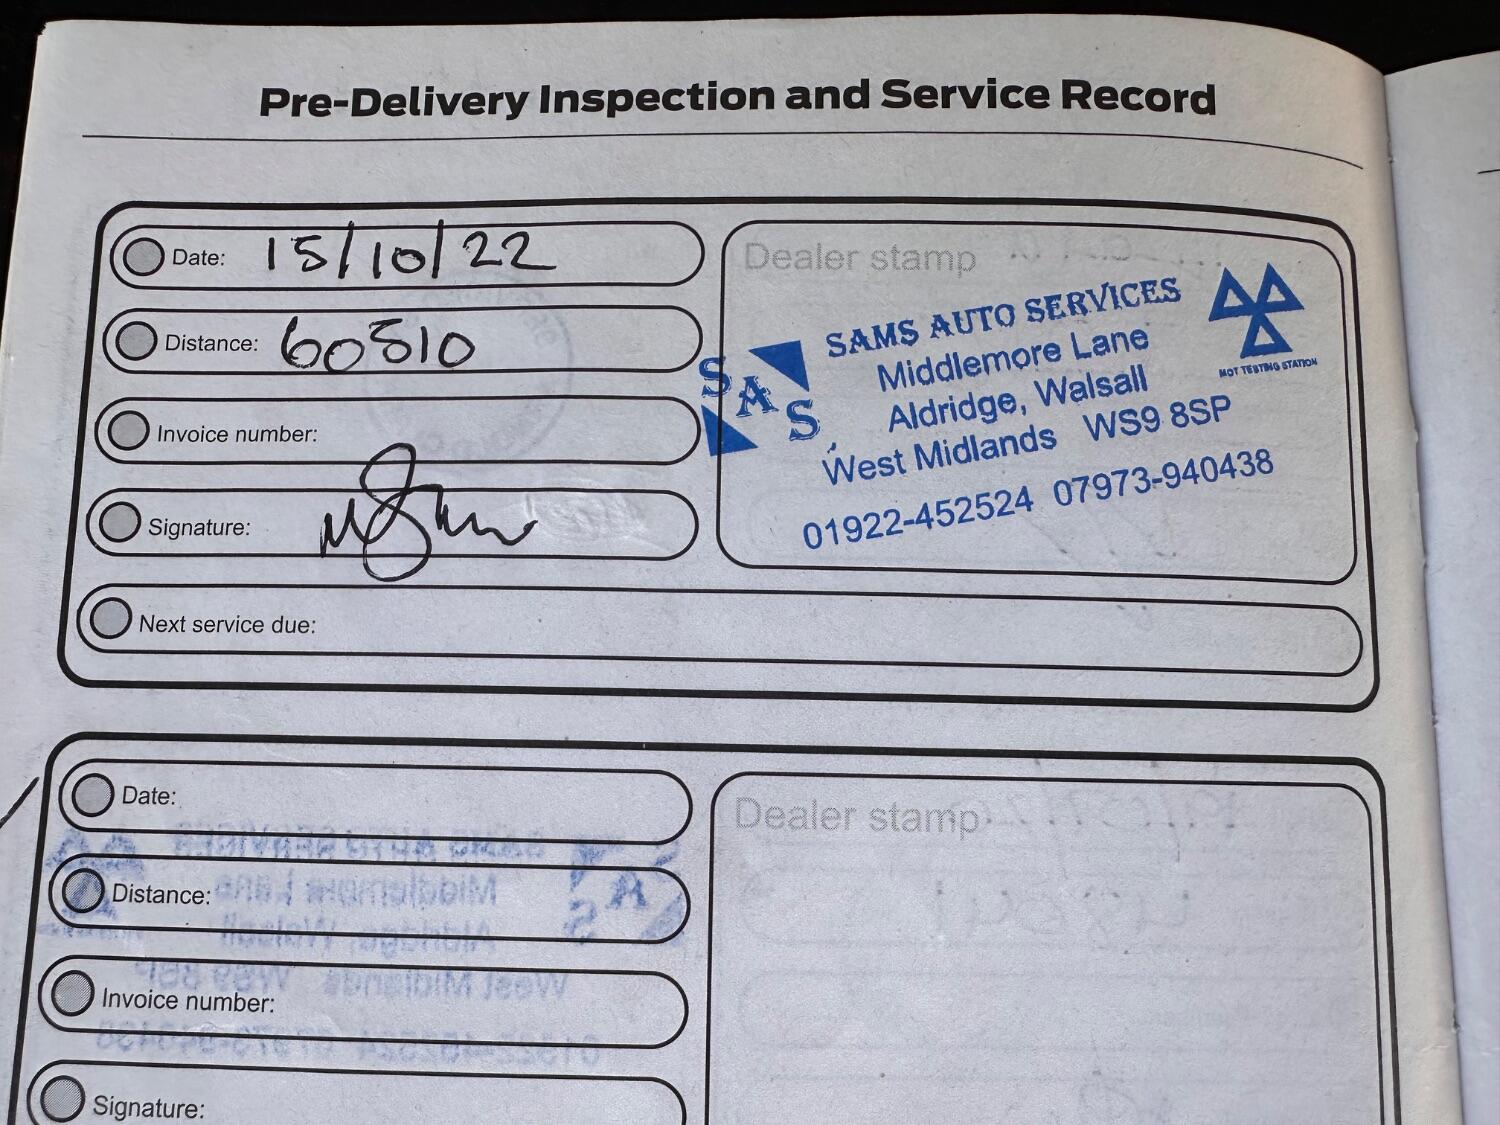 Pre-Delivery Inspection and Service Record
Date: 15/10/22
Distance: 60510
Invoice number:
Signature:
Next service due:
Dealer stamp
SAS
SAMS AUTO SERVICES
Middlemore Lane
Aldridge, Walsall
West Midlands WS9 8SP
01922-452524 07973-940438
MOT TESTING STATION
Date:
Distance:
Invoice number:
Signature:
Dealer stamp